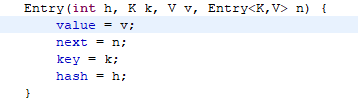 Entry(int h, K k, V v, Entry<K,V> n) {
    value = v;
    next = n;
    key = k;
    hash = h;
}